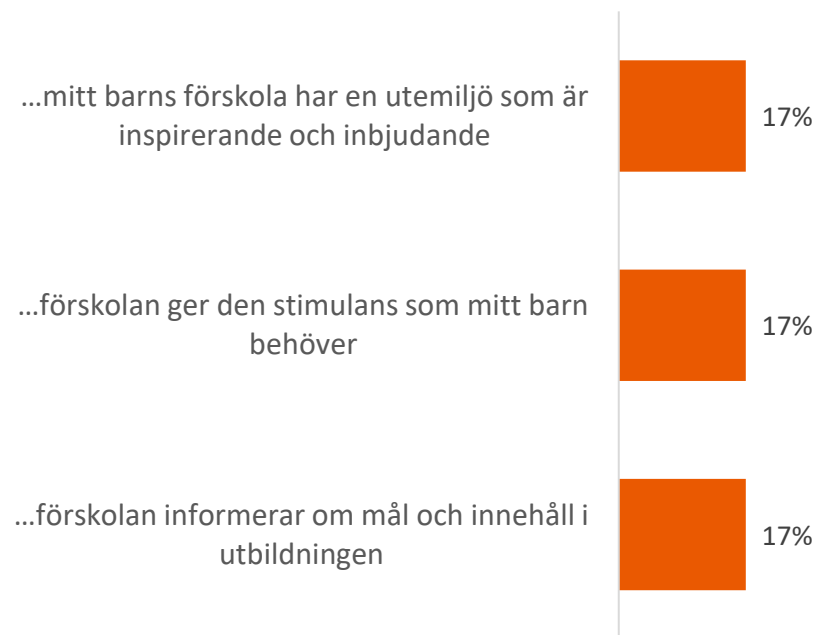 …mitt barns förskola har en utemiljö som är
inspirerande och inbjudande
17%
…förskolan ger den stimulans som mitt barn
behöver
17%
…förskolan informerar om mål och innehåll i
utbildningen
17%